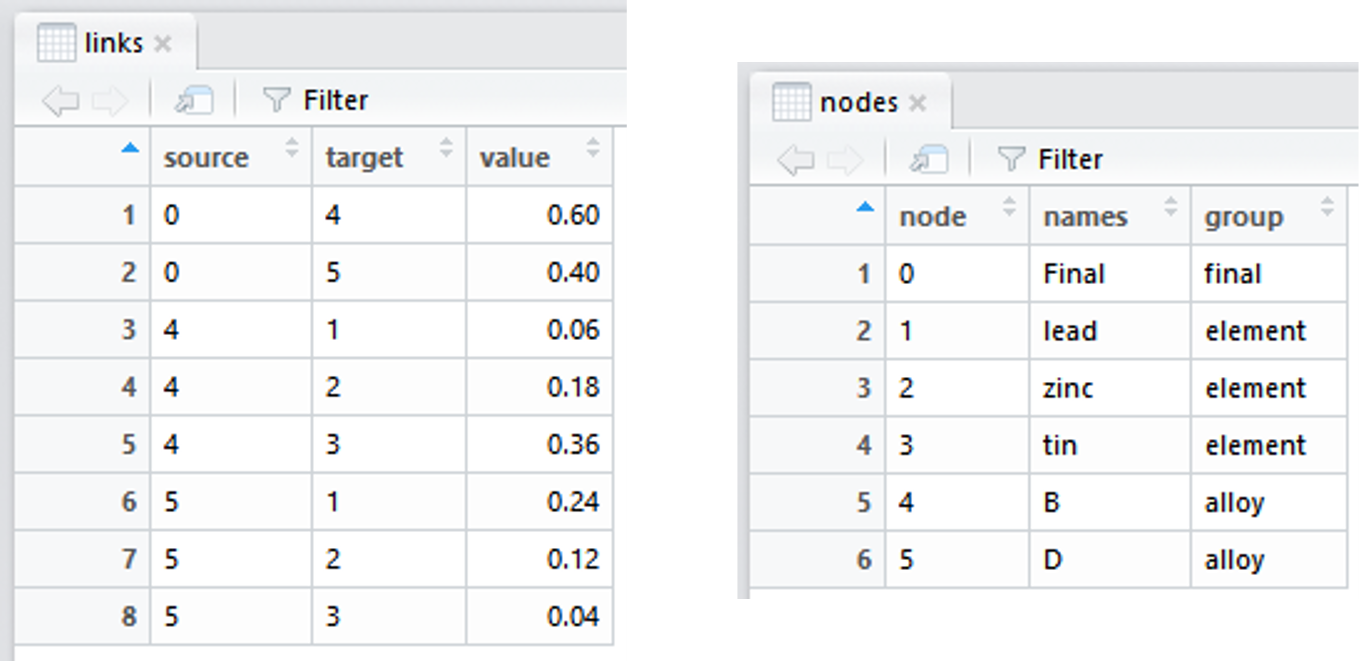 links
Filter
source target value
1 0 4 0.60
2 0 5 0.40
3 4 1 0.06
4 4 2 0.18
5 4 3 0.36
6 5 1 0.24
7 5 2 0.12
8 5 3 0.04
nodes
Filter
node names group
1 0 Final final
2 1 lead element
3 2 zinc element
4 3 tin element
5 4 B alloy
6 5 D alloy